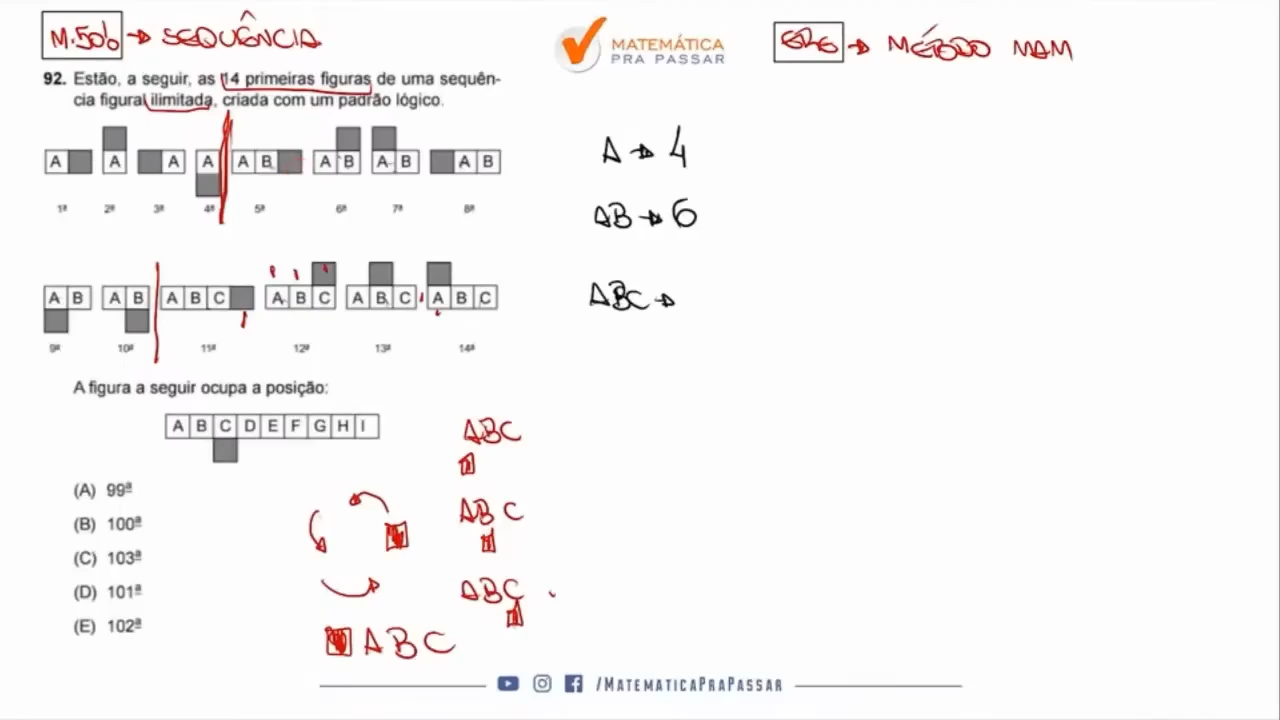 M.50% → SEQUÊNCIA
MATEMÁTICA
PRA PASSAR
→ MÉTODO MAM
92. Estão, a seguir, as 14 primeiras figuras de uma sequên-
cia figural ilimitada, criada com um padrão lógico.
A A A A A B A B A B A B
1ª 2ª 3ª 4ª 5ª 6ª 7ª 8ª
A B A B A B C A B C A B C A B C
9ª 10ª 11ª 12ª 13ª 14ª
A → 4
AB → 6
ABC →
A figura a seguir ocupa a posição:
A B C D E F G H I
(A) 99ª
(B) 100ª
(C) 103ª
(D) 101ª
(E) 102ª
ABC
ABC
ABC
ABC
/MATEMATICAPRAPASSAR